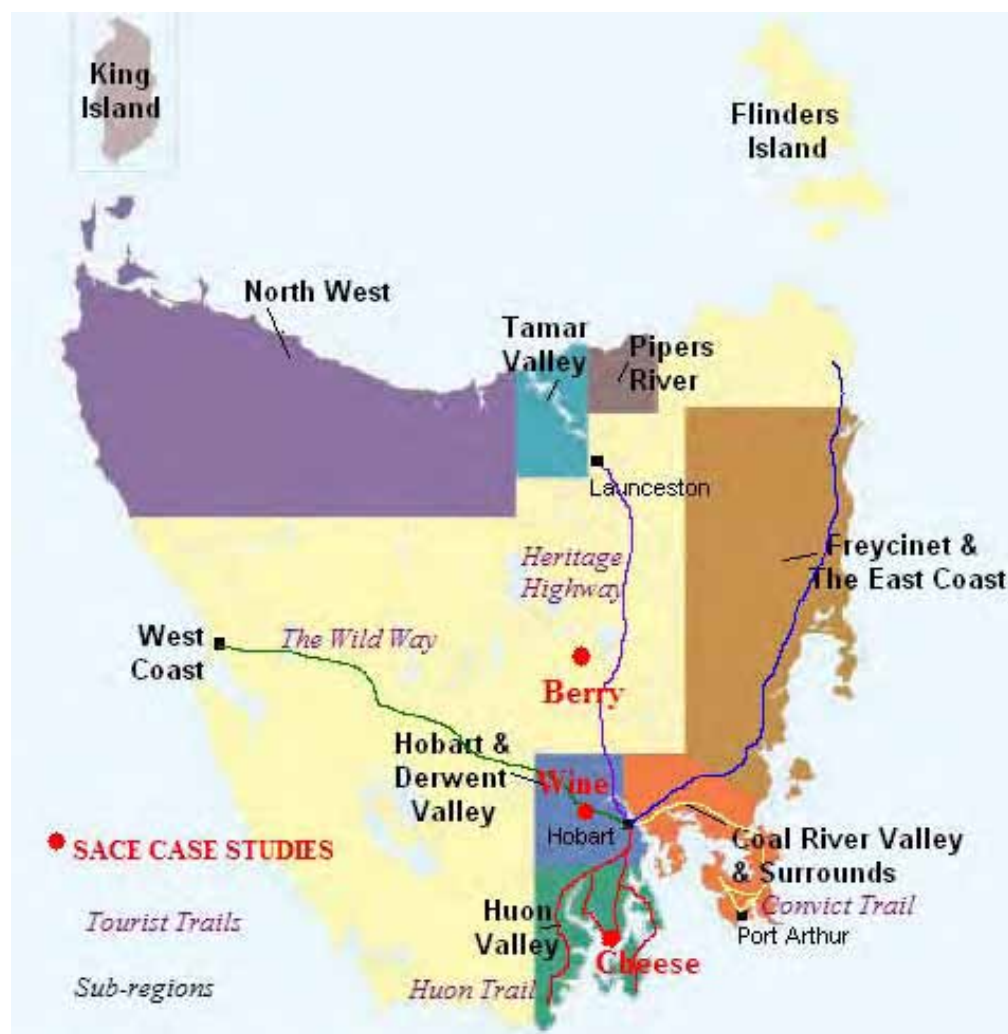 King
Island
Flinders
Island
North West
Tamar
Valley
Pipers
River
Launceston
Heritage
Highway
Freycinet &
The East Coast
West
Coast
The Wild Way
Berry
Hobart &
Derwent
Valley
Wine
Hobart
SACE CASE STUDIES
Coal River Valley
& Surrounds
Convict Trail
Port Arthur
Tourist Trails
Huon
Valley
Cheese
Sub-regions
Huon Trail